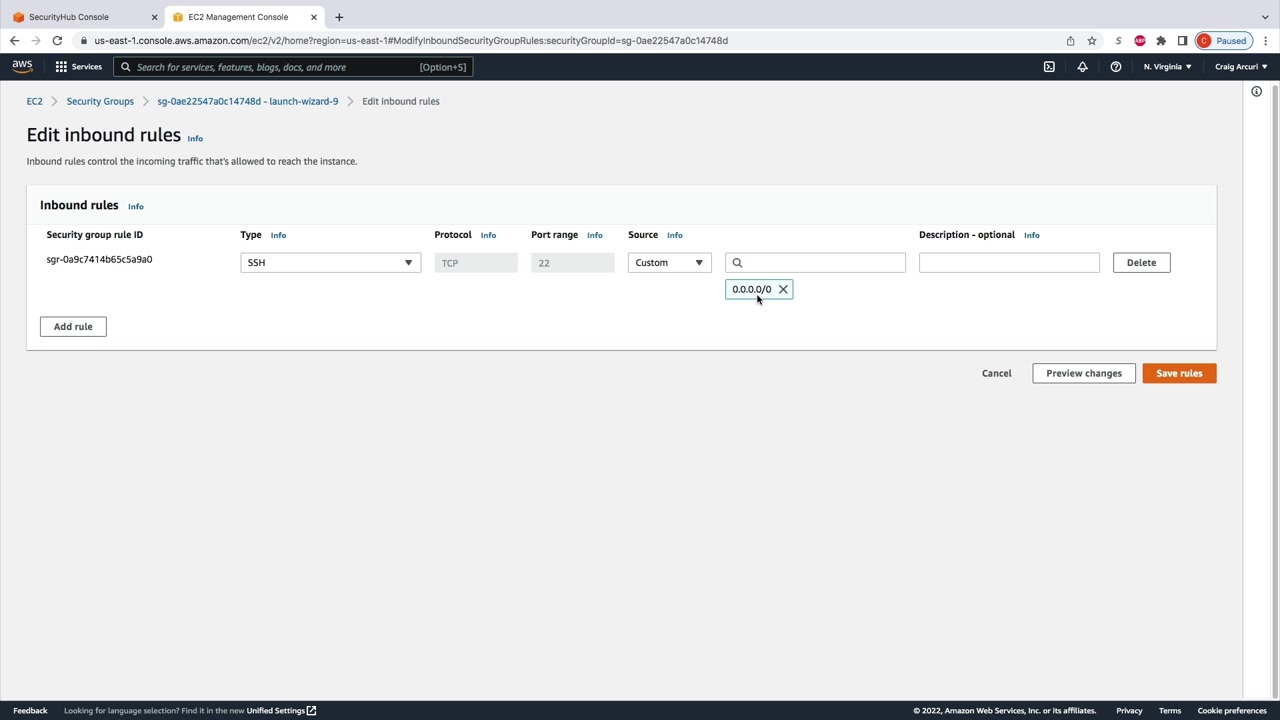 SecurityHub Console
EC2 Management Console
us-east-1.console.aws.amazon.com/ec2/v2/home?region=us-east-1#ModifyInboundSecurityGroupRules:securityGroupId=sg-0ae22547a0c14748d
S
ABP
C Paused
aws Services Search for services, features, blogs, docs, and more [Option+S] N. Virginia Craig Arcuri
EC2 > Security Groups > sg-0ae22547a0c14748d - launch-wizard-9 > Edit inbound rules
Edit inbound rules Info
Inbound rules control the incoming traffic that's allowed to reach the instance.
Inbound rules Info
Security group rule ID Type Info Protocol Info Port range Info Source Info Description - optional Info
sgr-0a9c7414b65c5a9a0 SSH TCP 22 Custom Delete
0.0.0.0/0
Add rule
Cancel Preview changes Save rules
Feedback Looking for language selection? Find it in the new Unified Settings © 2022, Amazon Web Services, Inc. or its affiliates. Privacy Terms Cookie preferences